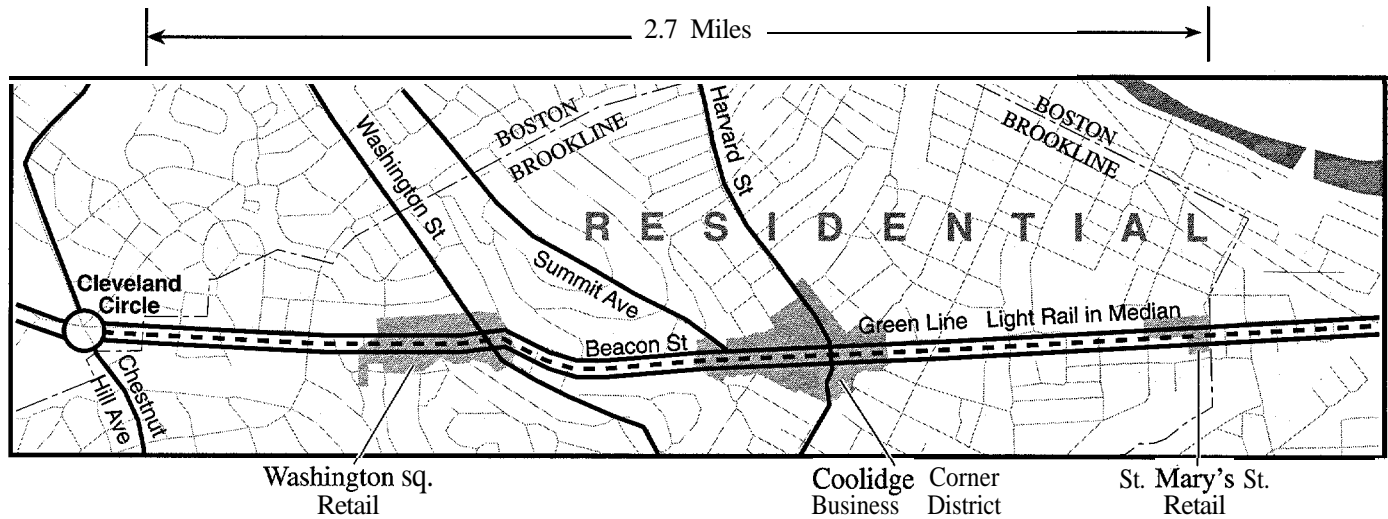 2.7 Miles
BOSTON
BROOKLINE
BOSTON
BROOKLINE
Washington St
Harvard St
RESIDENTIAL
Cleveland
Circle
Summit Ave
Beacon St
Green Line Light Rail in Median
Chestnut
Hill Ave
Washington sq.
Retail
Coolidge Corner
Business District
St. Mary's St.
Retail